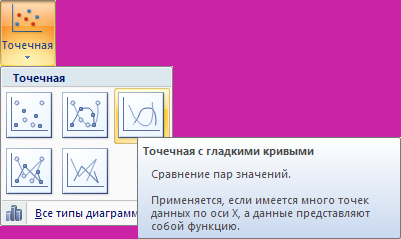 Точечная
Точечная
Точечная с гладкими кривыми
Сравнение пар значений.
Применяется, если имеется много точек
данных по оси X, а данные представляют
собой функцию.
Все типы диаграмм